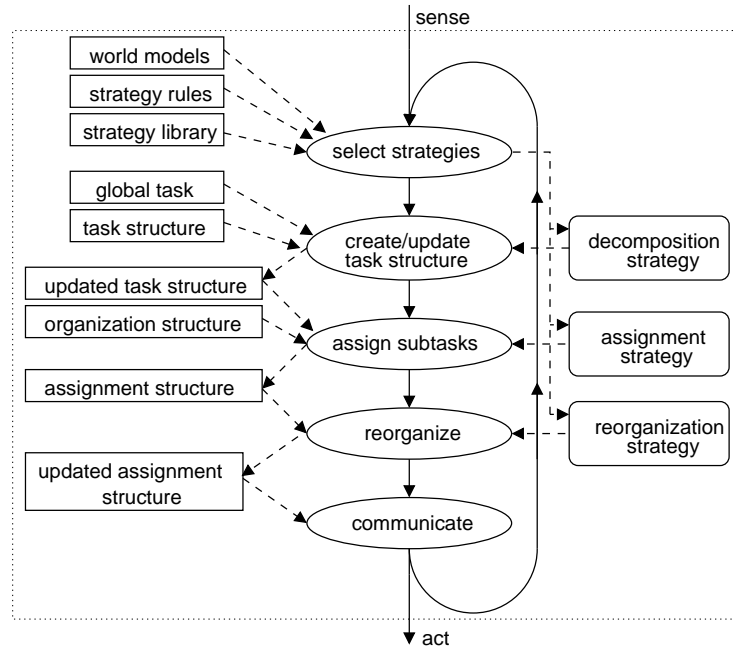 sense
world models
strategy rules
strategy library
select strategies
global task
task structure
create/update
task structure
decomposition
strategy
updated task structure
organization structure
assign subtasks
assignment
strategy
assignment structure
reorganize
reorganization
strategy
updated assignment
structure
communicate
act